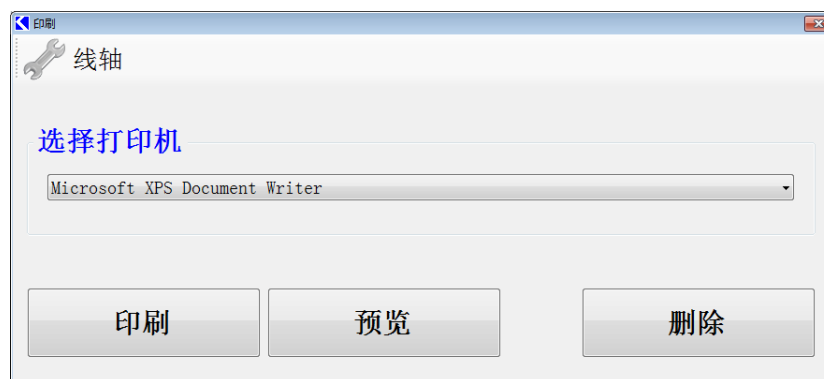 印刷
线轴
选择打印机
Microsoft XPS Document Writer
印刷
预览
删除